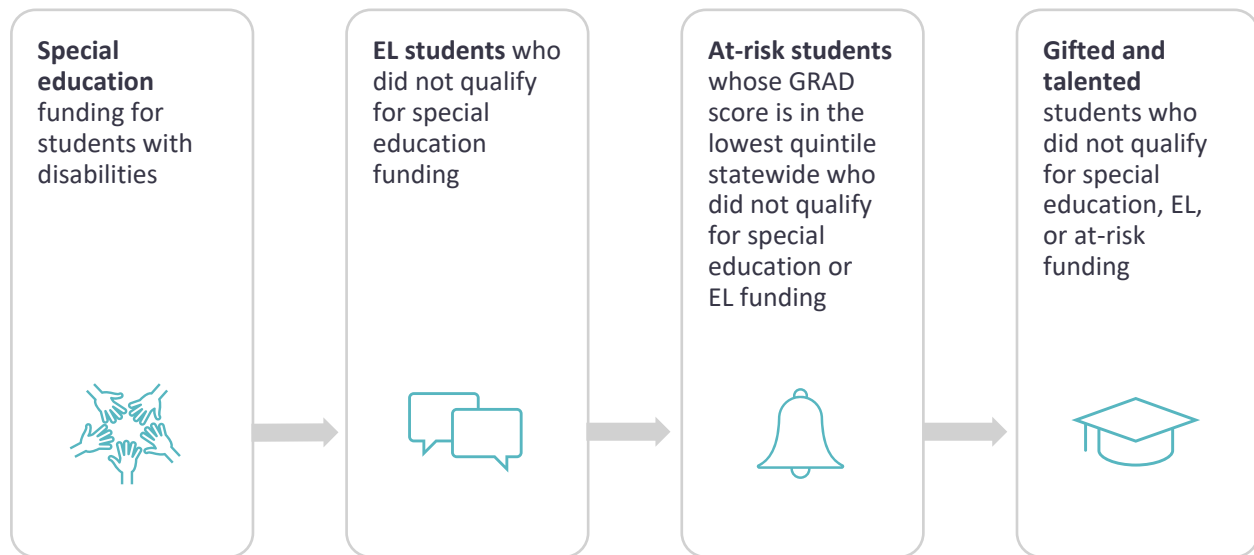 Special
education
funding for
students with
disabilities
EL students who
did not qualify
for special
education
funding
At-risk students
whose GRAD
score is in the
lowest quintile
statewide who
did not qualify
for special
education or
EL funding
Gifted and
talented
students who
did not qualify
for special
education, EL,
or at-risk
funding